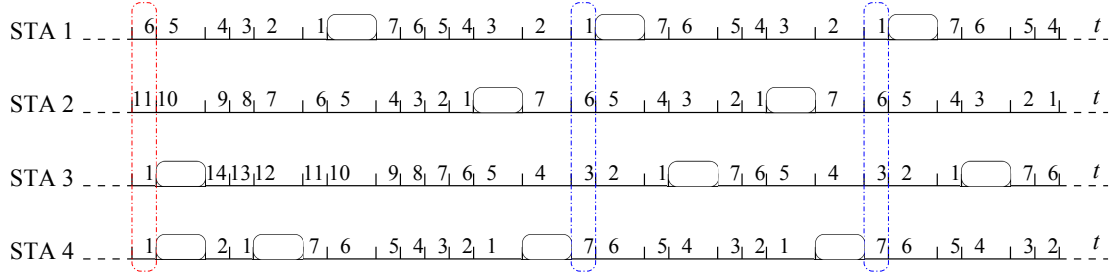 STA 1 6 5 4 3 2 1 7 6 5 4 3 2 1 7 6 5 4 3 2 1 7 6 5 4 t
STA 2 11 10 9 8 7 6 5 4 3 2 1 7 6 5 4 3 2 1 7 6 5 4 3 2 1 t
STA 3 1 14 13 12 11 10 9 8 7 6 5 4 3 2 1 7 6 5 4 3 2 1 7 6 t
STA 4 1 2 1 7 6 5 4 3 2 1 7 6 5 4 3 2 1 7 6 5 4 3 2 t